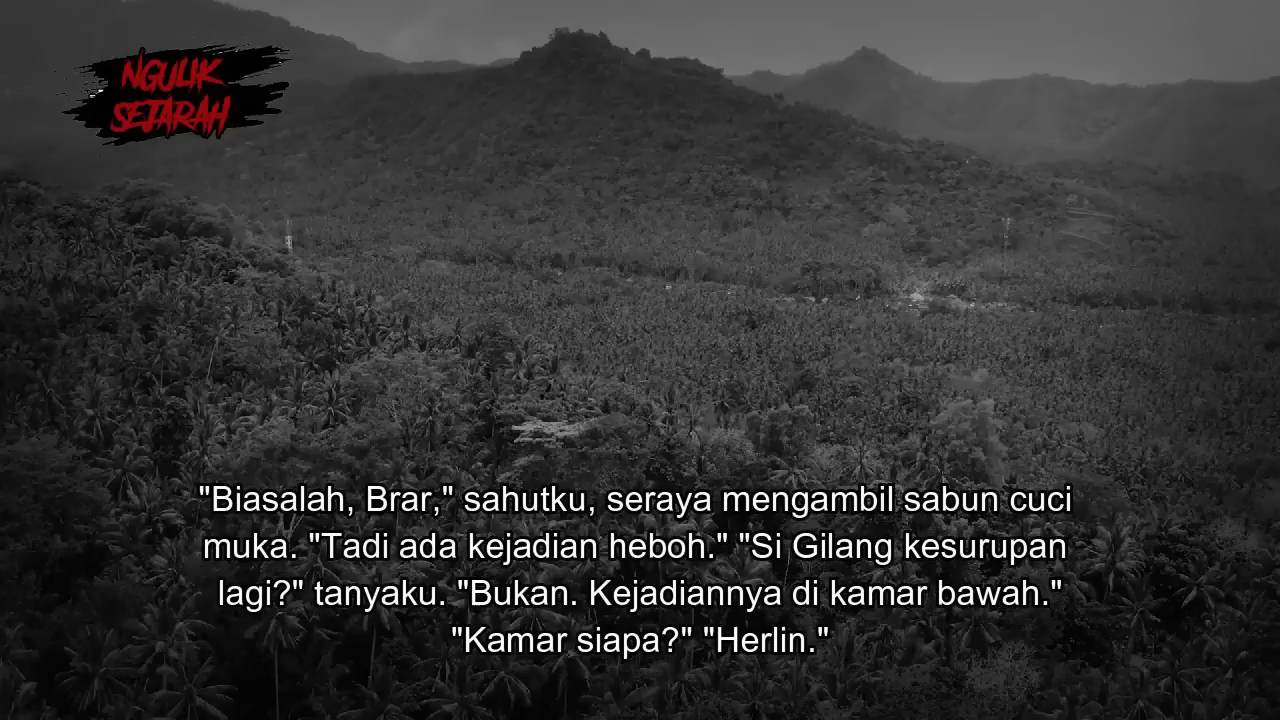 NGULIK
SEJARAH
"Biasalah, Brar," sahutku, seraya mengambil sabun cuci
muka. "Tadi ada kejadian heboh." "Si Gilang kesurupan
lagi?" tanyaku. "Bukan. Kejadiannya di kamar bawah."
"Kamar siapa?" "Herlin."